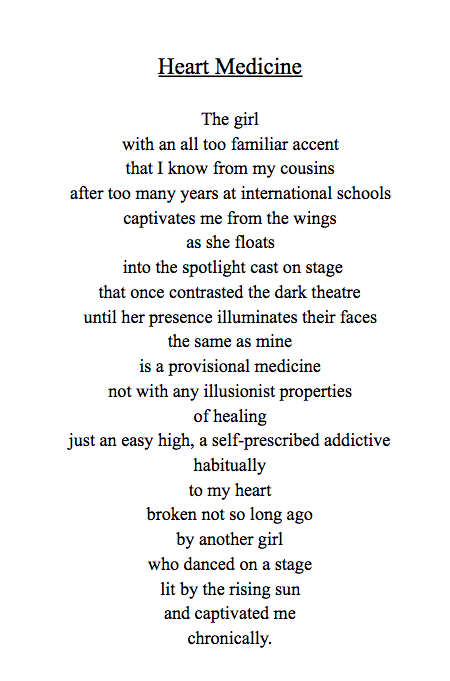 Heart Medicine
The girl
with an all too familiar accent
that I know from my cousins
after too many years at international schools
captivates me from the wings
as she floats
into the spotlight cast on stage
that once contrasted the dark theatre
until her presence illuminates their faces
the same as mine
is a provisional medicine
not with any illusionist properties
of healing
just an easy high, a self-prescribed addictive
habitually
to my heart
broken not so long ago
by another girl
who danced on a stage
lit by the rising sun
and captivated me
chronically.